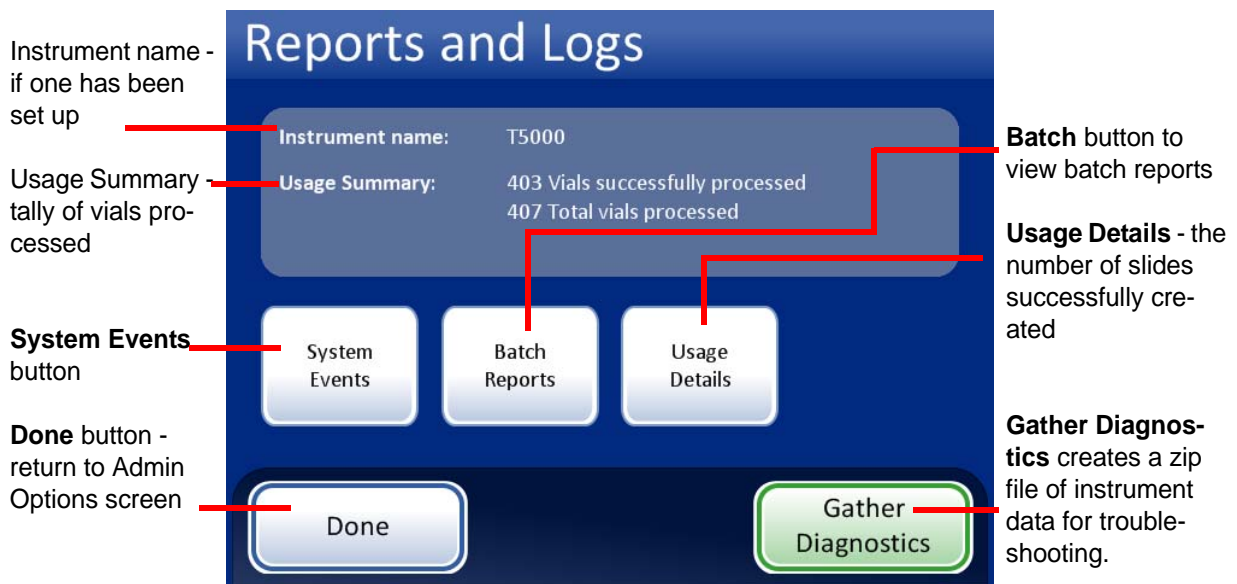 Reports and Logs
Instrument name -
if one has been
set up
Usage Summary -
tally of vials pro-
cessed
System Events
button
Done button -
return to Admin
Options screen
Instrument name: T5000
Usage Summary: 403 Vials successfully processed
407 Total vials processed
System
Events
Batch
Reports
Usage
Details
Done
Gather
Diagnostics
Batch button to
view batch reports
Usage Details - the
number of slides
successfully cre-
ated
Gather Diagnos-
tics creates a zip
file of instrument
data for trouble-
shooting.